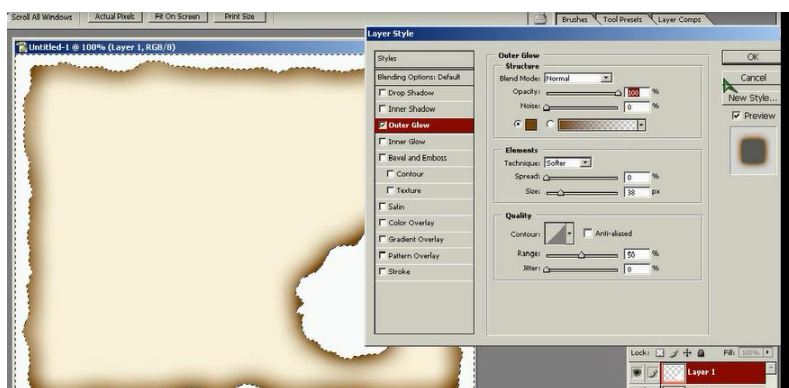 Scroll All Windows Actual Pixels Fit On Screen Print Size Brushes Tool Presets Layer Comps
Untitled-1 @ 100% (Layer 1, RGB/8)
Layer Style
Styles
Blending Options: Default
Drop Shadow
Inner Shadow
Outer Glow
Inner Glow
Bevel and Emboss
Contour
Texture
Satin
Color Overlay
Gradient Overlay
Pattern Overlay
Stroke
Outer Glow
Structure
Blend Mode: Normal
Opacity: 100 %
Noise: 0 %
Elements
Technique: Softer
Spread: 0 %
Size: 38 px
Quality
Contour: Anti-aliased
Range: 50 %
Jitter: 0 %
OK
Cancel
New Style...
Preview
Lock: Fill: 100%
Layer 1